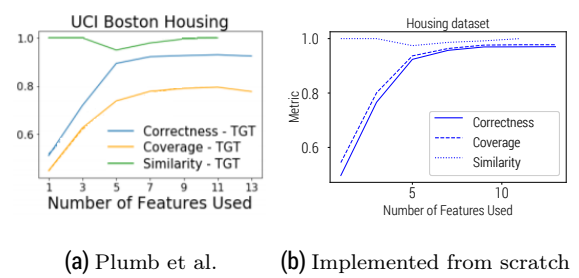 UCI Boston Housing
1.0
0.8
0.6
Correctness - TGT
Coverage - TGT
Similarity - TGT
1 3 5 7 9 11 13
Number of Features Used
(a) Plumb et al.
Housing dataset
Metric
1.0
0.8
0.6
Correctness
Coverage
Similarity
5 10
Number of Features Used
(b) Implemented from scratch